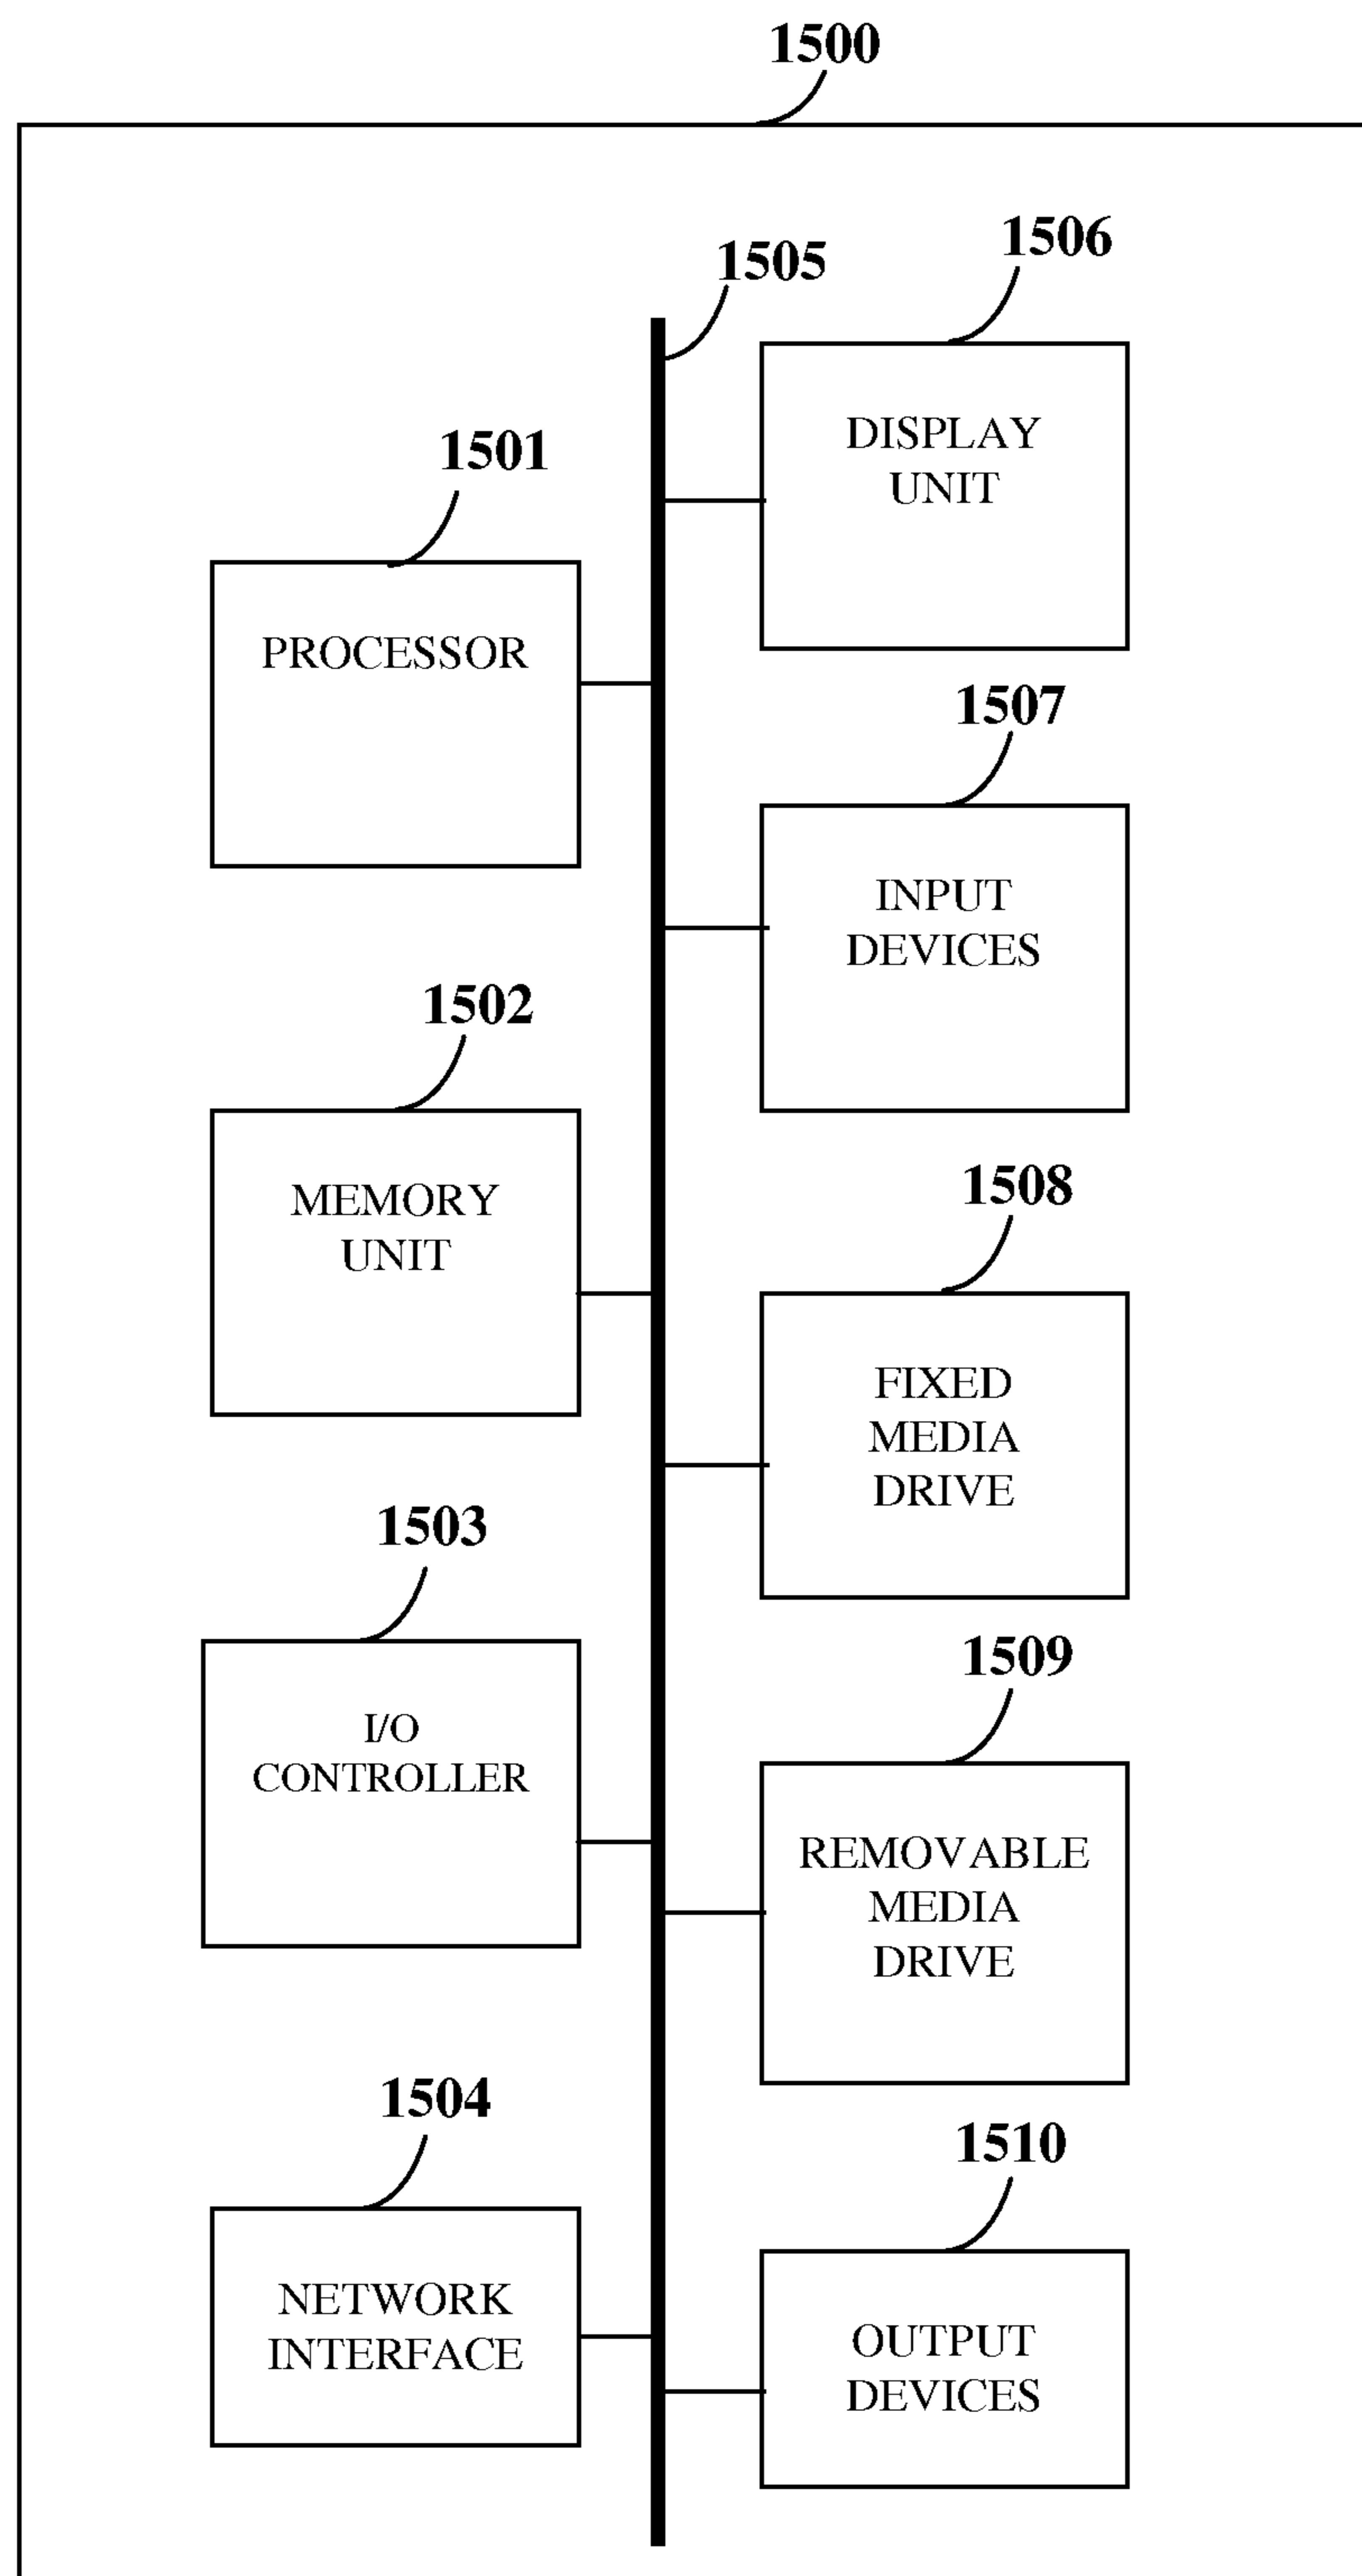 1500
1505
1506
DISPLAY
UNIT
1501
PROCESSOR
1507
INPUT
DEVICES
1502
MEMORY
UNIT
1508
FIXED
MEDIA
DRIVE
1503
I/O
CONTROLLER
1509
REMOVABLE
MEDIA
DRIVE
1504
NETWORK
INTERFACE
1510
OUTPUT
DEVICES